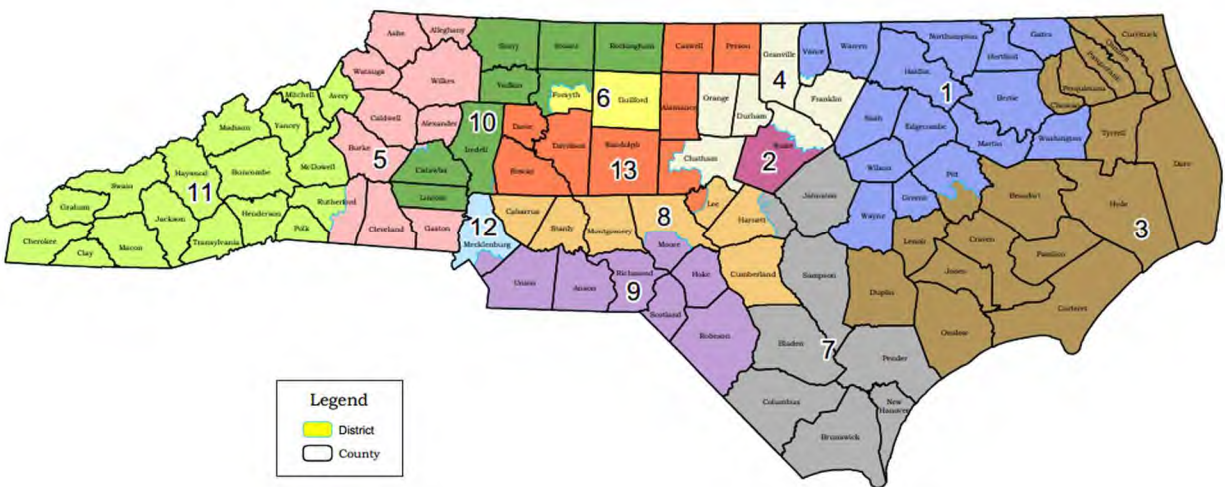 Ashe
Alleghany
Surry
Stokes
Rockingham
Caswell
Person
Granville
Vance
Warren
Northampton
Gates
Hertford
Currituck
Camden
Pasquotank
Perquimans
Chowan
Watauga
Wilkes
Yadkin
Forsyth
6
Guilford
Alamance
Orange
Durham
4
Franklin
Halifax
1
Bertie
Mitchell
Avery
Caldwell
Alexander
10
Iredell
Davie
Davidson
Randolph
13
Chatham
Wake
2
Nash
Edgecombe
Martin
Washington
Tyrrell
Dare
Madison
Yancey
Burke
5
Catawba
Rowan
Wilson
Pitt
Beaufort
Hyde
3
Swain
Haywood
11
Buncombe
McDowell
Rutherford
Lincoln
Lee
Harnett
Johnston
Wayne
Greene
Lenoir
Craven
Pamlico
Graham
Jackson
Henderson
Polk
Cleveland
Gaston
12
Mecklenburg
Cabarrus
Stanly
Montgomery
8
Moore
Cherokee
Clay
Macon
Transylvania
Union
Anson
Richmond
9
Hoke
Cumberland
Sampson
Duplin
Jones
Onslow
Carteret
Scotland
Robeson
Bladen
7
Pender
Columbus
Brunswick
New
Hanover
Legend
District
County